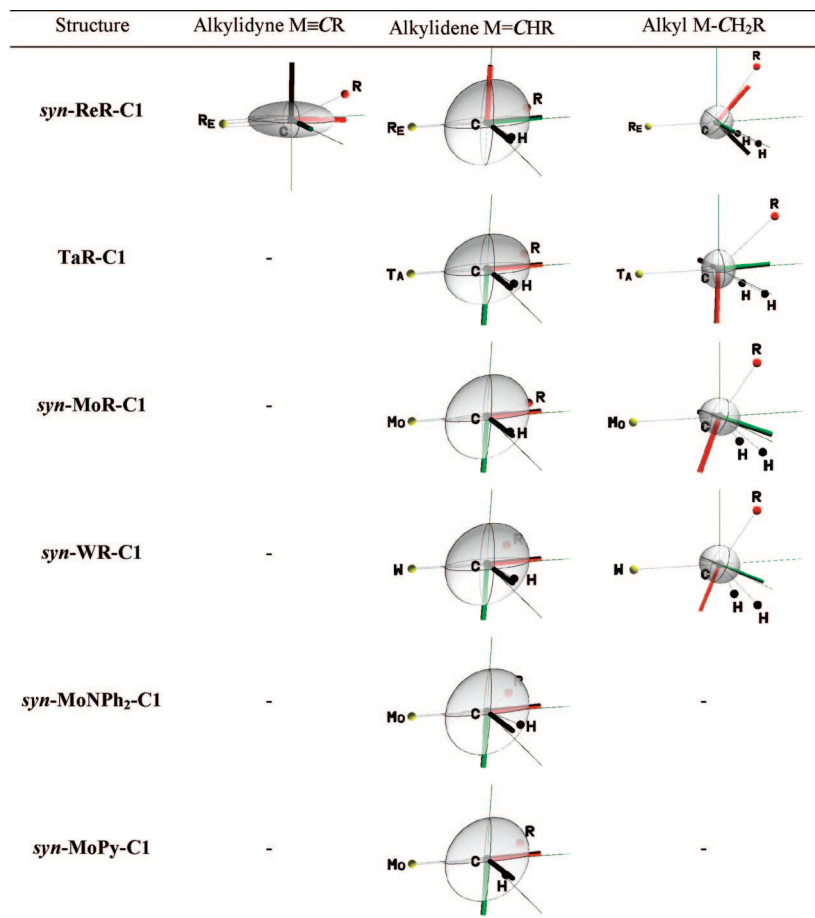 Structure Alkylidyne M≡CR Alkylidene M=CHR Alkyl M-CH₂R
syn-ReR-C1
RE C R
RE C R H
RE C R H H
TaR-C1 -
TA C R H
TA C R H H
syn-MoR-C1 -
Mo C R H
Mo C R H H
syn-WR-C1 -
W C R H
W C R H H
syn-MoNPh₂-C1 - -
Mo C R H
syn-MoPy-C1 - -
Mo C R H